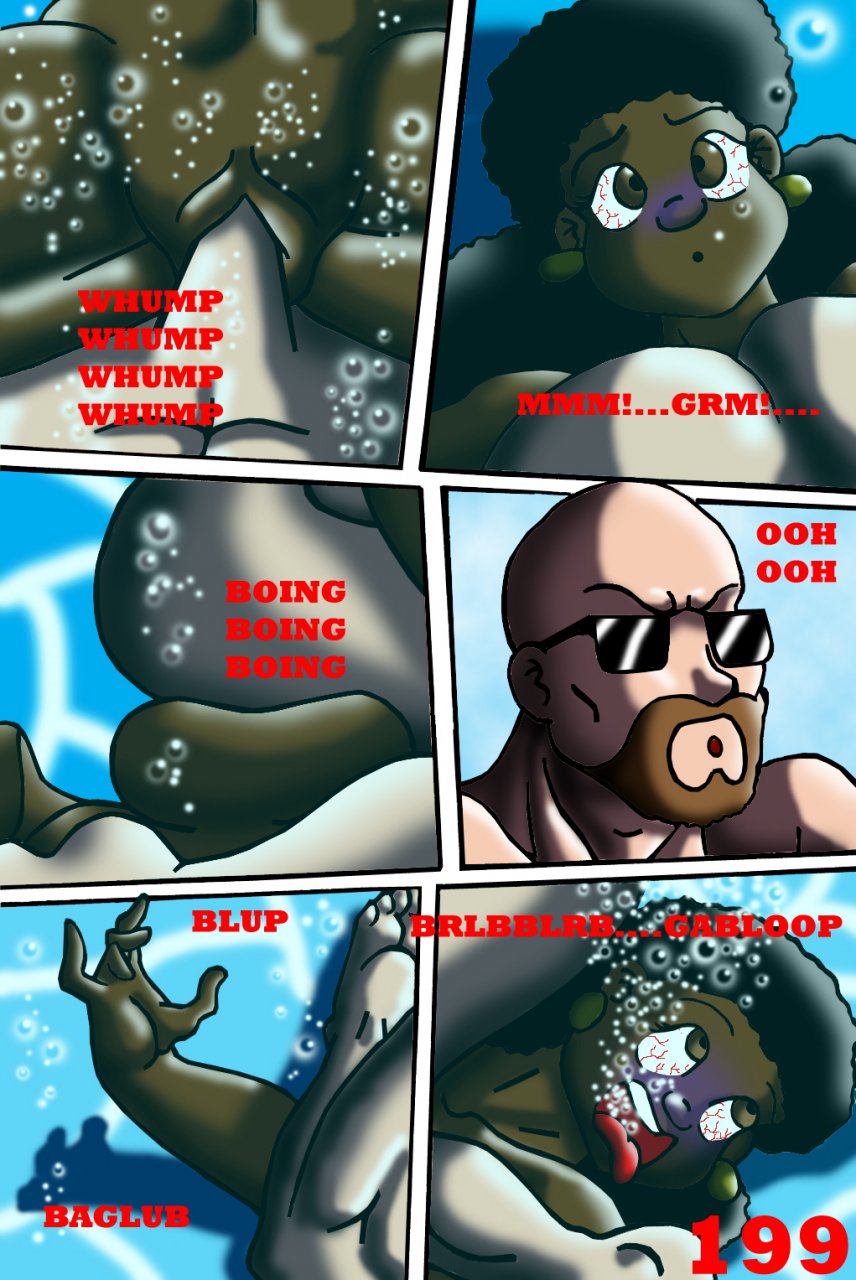 WHUMP
WHUMP
WHUMP
WHUMP
MMM!...GRM!....
BOING
BOING
BOING
OOH
OOH
BLUP
BAGLUB
BRLBBLRB....GABLOOP
199